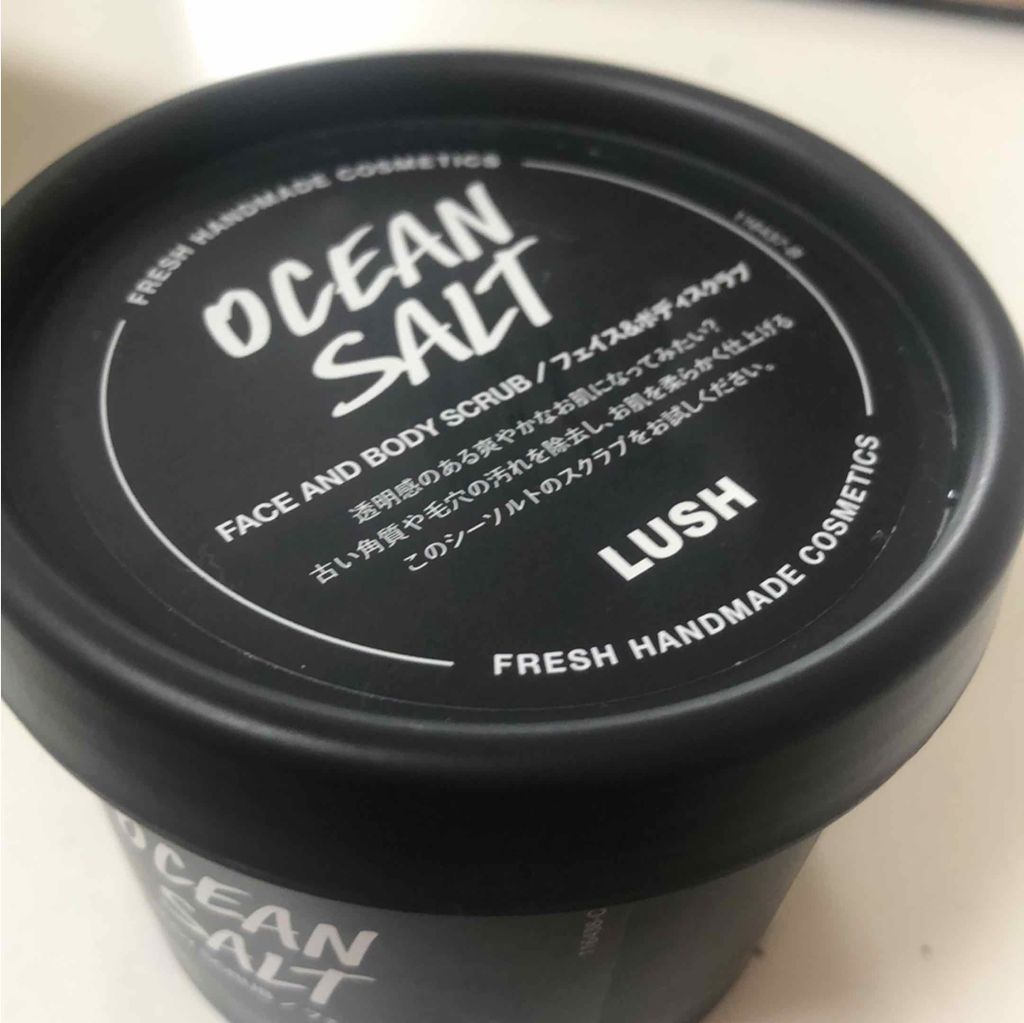 FRESH HANDMADE COSMETICS
OCEAN
SALT
FACE AND BODY SCRUB / フェイス&ボディスクラブ
透明感のある爽やかなお肌になってみたい?
古い角質や毛穴の汚れを除去し、お肌を柔らかく仕上げる
このシーソルトのスクラブをお試しください。
LUSH
FRESH HANDMADE COSMETICS
OCEAN
SALT